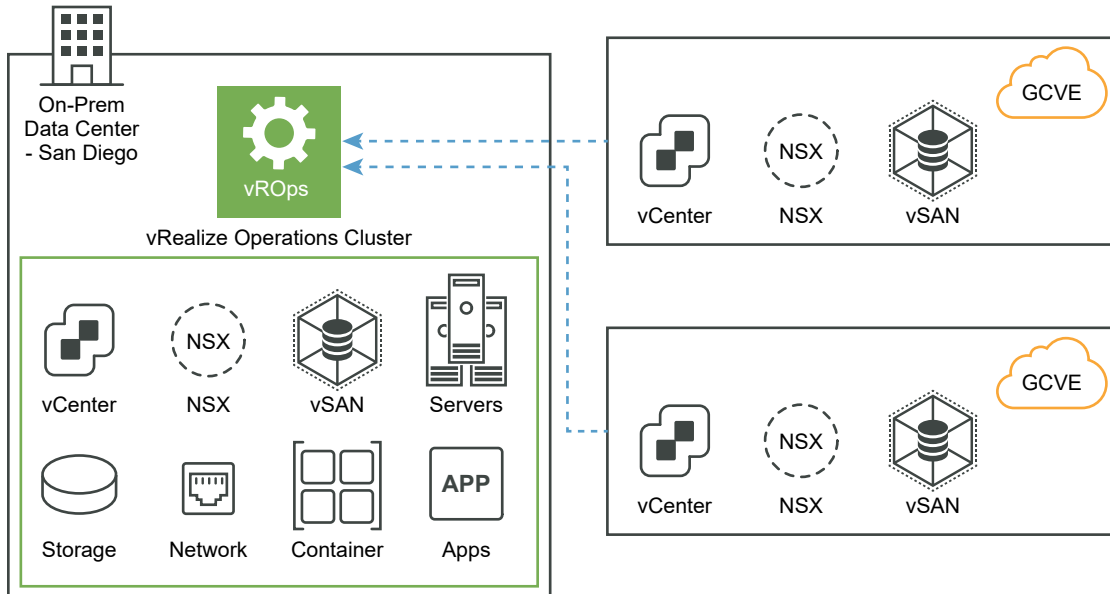 On-Prem
Data Center
- San Diego
vROps
vRealize Operations Cluster
vCenter
NSX
NSX
vSAN
Servers
Storage
Network
Container
APP
Apps
GCVE
vCenter
NSX
NSX
vSAN
GCVE
vCenter
NSX
NSX
vSAN